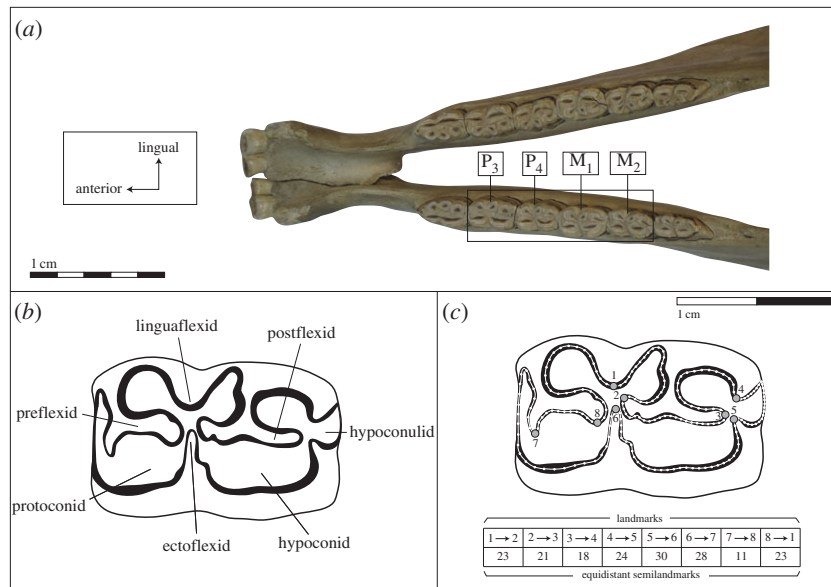 (a)
lingual
anterior
P3 P4 M1 M2
1 cm
(b)
linguaflexid
postflexid
preflexid
hypoconulid
protoconid
ectoflexid
hypoconid
(c)
1 cm
1
2
3
4
5
6
7
8
landmarks
1→2 2→3 3→4 4→5 5→6 6→7 7→8 8→1
23 21 18 24 30 28 11 23
equidistant semilandmarks